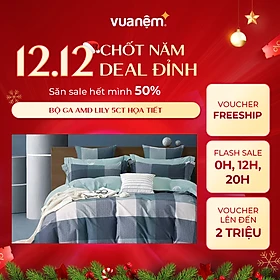 vuanệm
12.12 CHỐT NĂM
DEAL ĐỈNH
Săn sale hết mình 50%
BỘ GA AMD LILY 5CT HỌA TIẾT
VOUCHER
FREESHIP
FLASH SALE
0H, 12H,
20H
VOUCHER
LÊN ĐẾN
2 TRIỆU